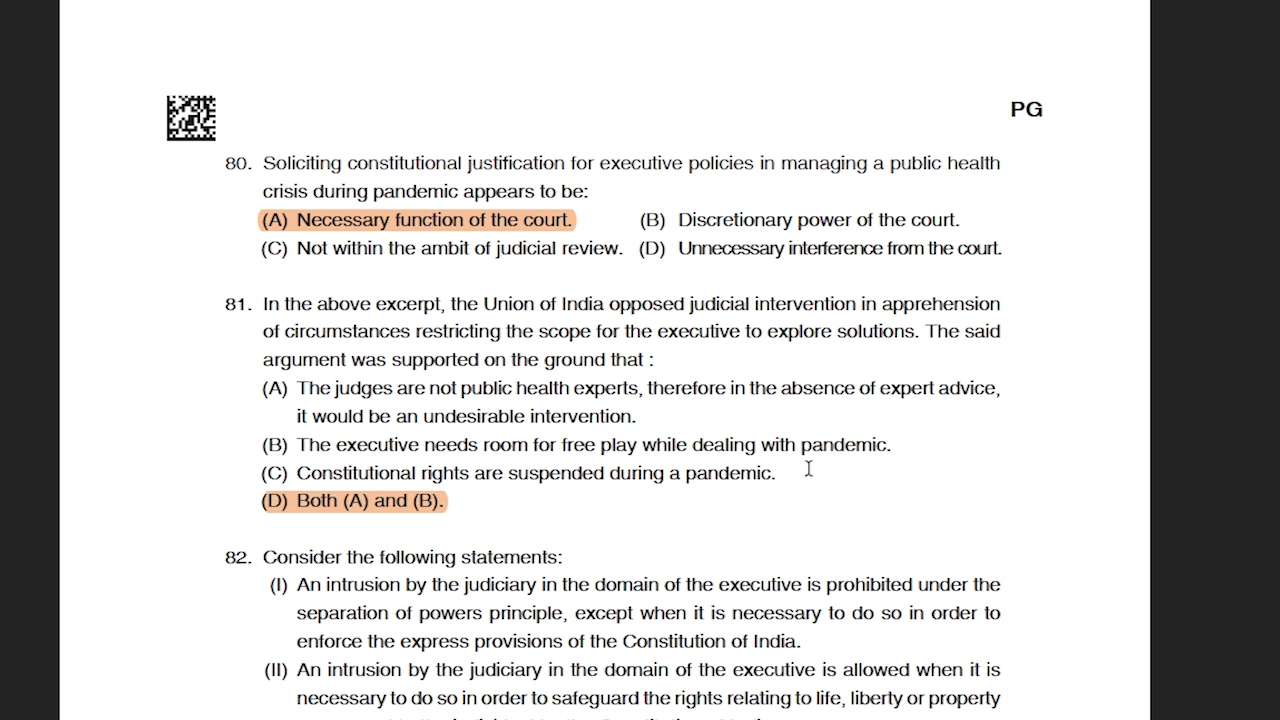 PG
80. Soliciting constitutional justification for executive policies in managing a public health
crisis during pandemic appears to be:
(A) Necessary function of the court. (B) Discretionary power of the court.
(C) Not within the ambit of judicial review. (D) Unnecessary interference from the court.
81. In the above excerpt, the Union of India opposed judicial intervention in apprehension
of circumstances restricting the scope for the executive to explore solutions. The said
argument was supported on the ground that :
(A) The judges are not public health experts, therefore in the absence of expert advice,
it would be an undesirable intervention.
(B) The executive needs room for free play while dealing with pandemic.
(C) Constitutional rights are suspended during a pandemic.
(D) Both (A) and (B).
82. Consider the following statements:
(I) An intrusion by the judiciary in the domain of the executive is prohibited under the
separation of powers principle, except when it is necessary to do so in order to
enforce the express provisions of the Constitution of India.
(II) An intrusion by the judiciary in the domain of the executive is allowed when it is
necessary to do so in order to safeguard the rights relating to life, liberty or property